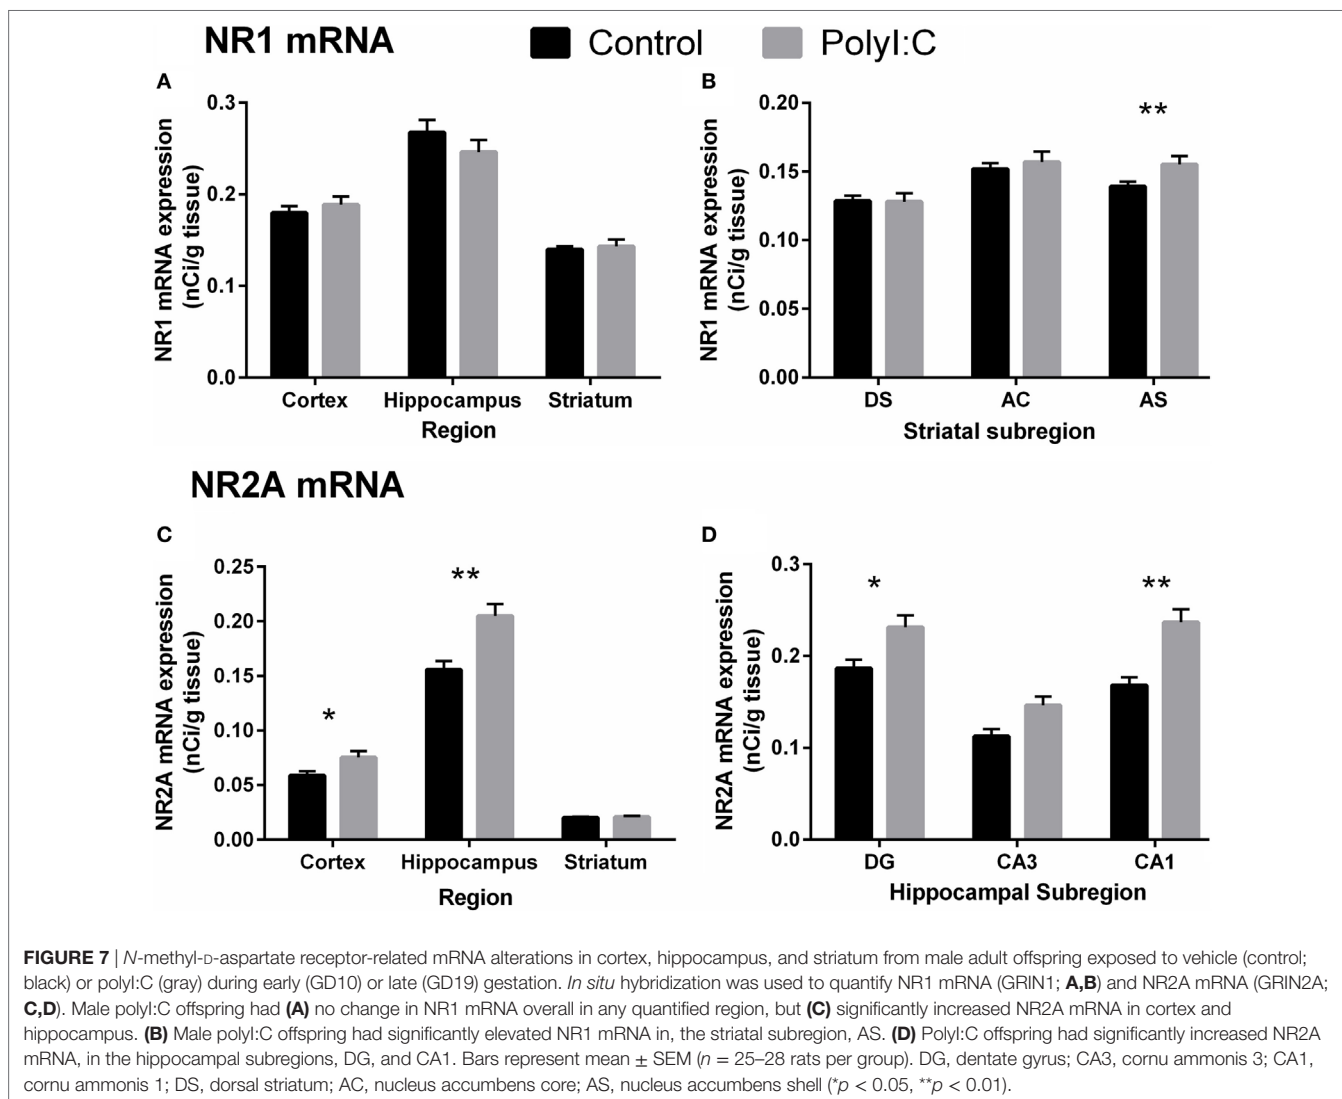 NR1 mRNA
Control
PolyI:C
A
NR1 mRNA expression
(nCi/g tissue)
0.3
0.2
0.1
0.0
Cortex
Hippocampus
Striatum
Region
B
NR1 mRNA expression
(nCi/g tissue)
0.20
0.15
0.10
0.05
0.00
**
DS
AC
AS
Striatal subregion
NR2A mRNA
C
NR2A mRNA expression
(nCi/g tissue)
0.25
0.20
0.15
0.10
0.05
0.00
*
**
Cortex
Hippocampus
Striatum
Region
D
NR2A mRNA expression
(nCi/g tissue)
0.3
0.2
0.1
0.0
*
**
DG
CA3
CA1
Hippocampal Subregion
FIGURE 7 | N-methyl-D-aspartate receptor-related mRNA alterations in cortex, hippocampus, and striatum from male adult offspring exposed to vehicle (control;
black) or polyI:C (gray) during early (GD10) or late (GD19) gestation. In situ hybridization was used to quantify NR1 mRNA (GRIN1; A,B) and NR2A mRNA (GRIN2A;
C,D). Male polyI:C offspring had (A) no change in NR1 mRNA overall in any quantified region, but (C) significantly increased NR2A mRNA in cortex and
hippocampus. (B) Male polyI:C offspring had significantly elevated NR1 mRNA in, the striatal subregion, AS. (D) PolyI:C offspring had significantly increased NR2A
mRNA, in the hippocampal subregions, DG, and CA1. Bars represent mean ± SEM (n = 25–28 rats per group). DG, dentate gyrus; CA3, cornu ammonis 3; CA1,
cornu ammonis 1; DS, dorsal striatum; AC, nucleus accumbens core; AS, nucleus accumbens shell (*p < 0.05, **p < 0.01).